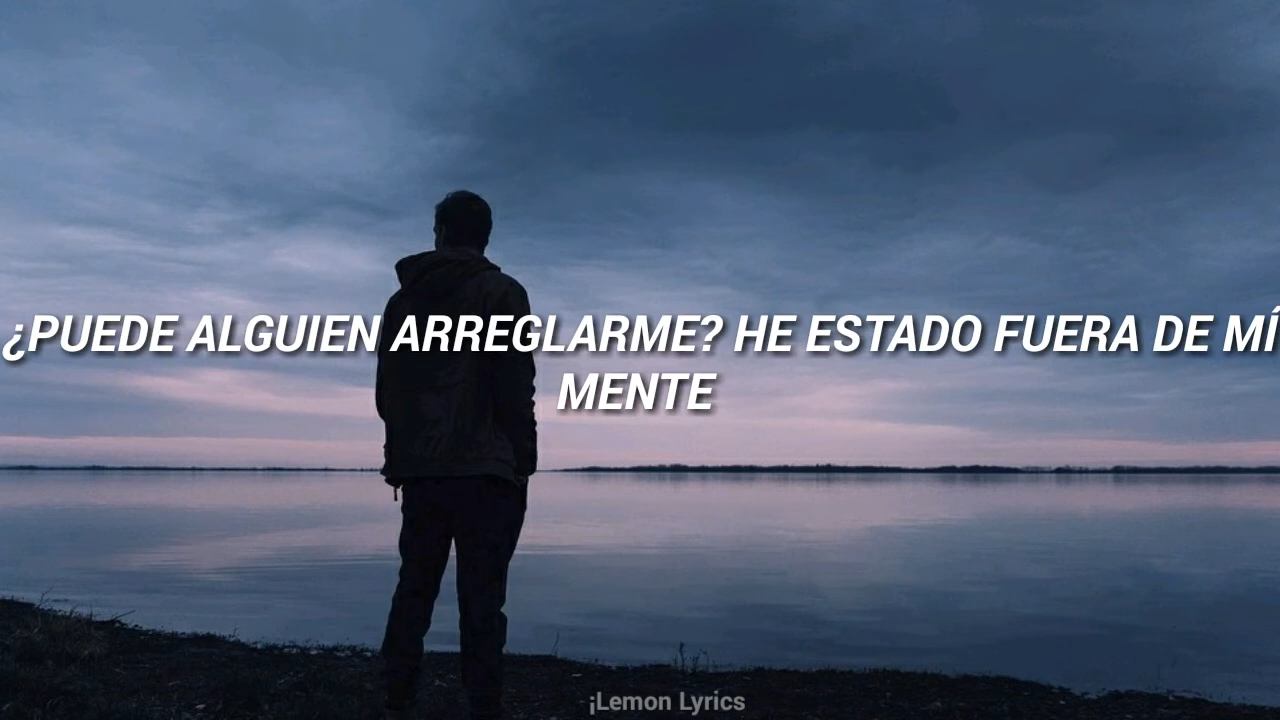 ¿PUEDE ALGUIEN ARREGLARME? HE ESTADO FUERA DE MÍ
MENTE
¡Lemon Lyrics